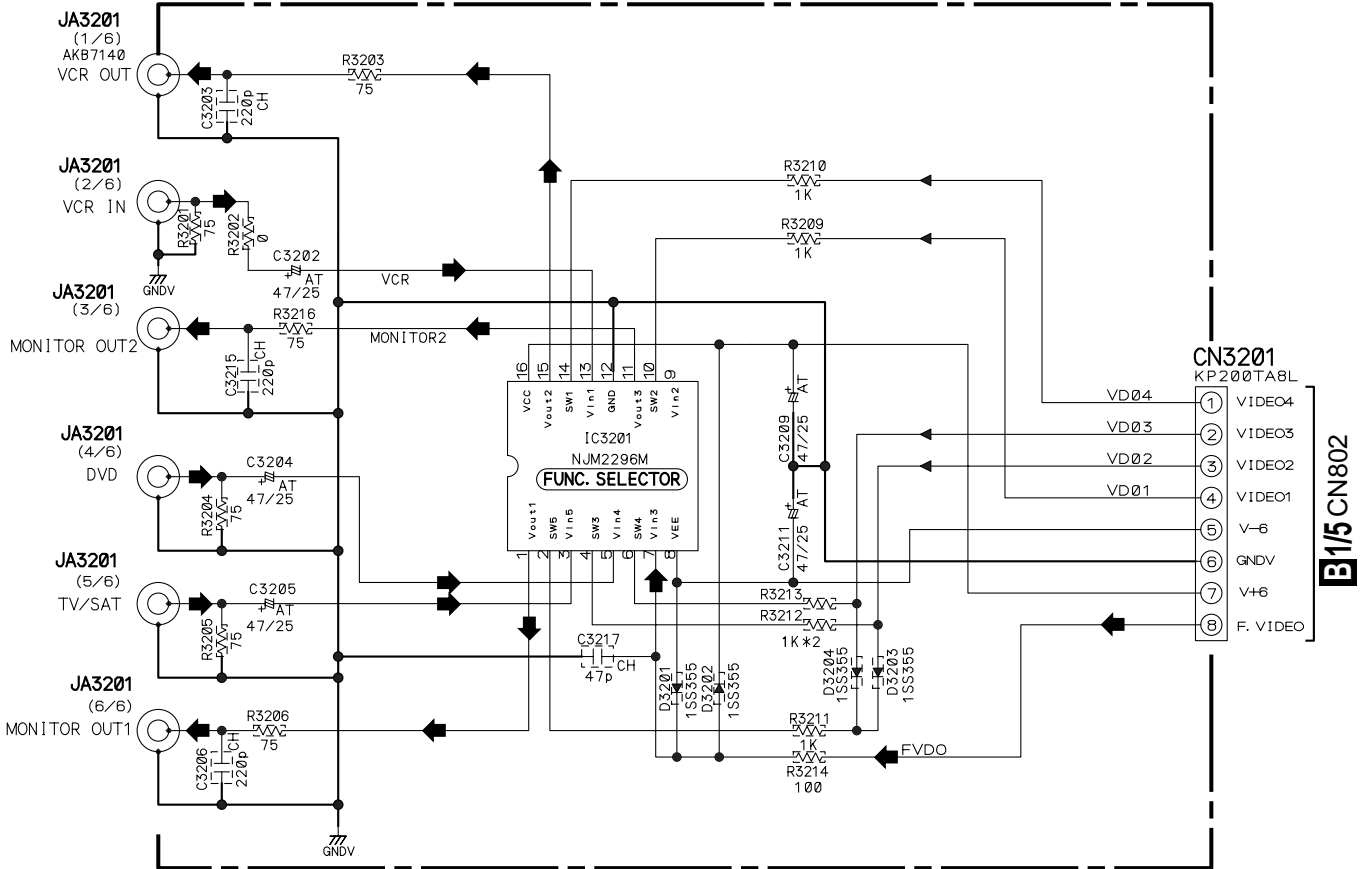 JA3201
(1/6)
AKB7140
VCR OUT
C3203
220p
CH
R3203
75
JA3201
(2/6)
VCR IN
R3201
75
R3202
0
C3202
+ AT
47/25
VCR
GNDV
R3210
1K
R3209
1K
JA3201
(3/6)
MONITOR OUT2
C3215
220p
CH
R3216
75
MONITOR2
JA3201
(4/6)
DVD
R3204
75
C3204
+ AT
47/25
JA3201
(5/6)
TV/SAT
R3205
75
C3205
+ AT
47/25
JA3201
(6/6)
MONITOR OUT1
C3206
220p
CH
R3206
75
GNDV
16 15 14 13 12 11 10 9
VCC Vout2 SW1 VIn1 GND Vout3 SW2 VIn2
IC3201
NJM2296M
FUNC. SELECTOR
Vout1 SW5 VIn5 SW3 VIn4 SW4 VIn3 VEE
1 2 3 4 5 6 7 8
C3209
47/25
+ AT
C3211
47/25
+ AT
C3217
CH
47p
R3213
R3212
1K*2
D3201
1SS355
D3202
1SS355
D3204
1SS355
D3203
1SS355
R3211
1K
R3214
100
FVDO
VD04
VD03
VD02
VD01
CN3201
KP200TA8L
1 VIDEO4
2 VIDEO3
3 VIDEO2
4 VIDEO1
5 V-6
6 GNDV
7 V+6
8 F. VIDEO
B1/5 CN802